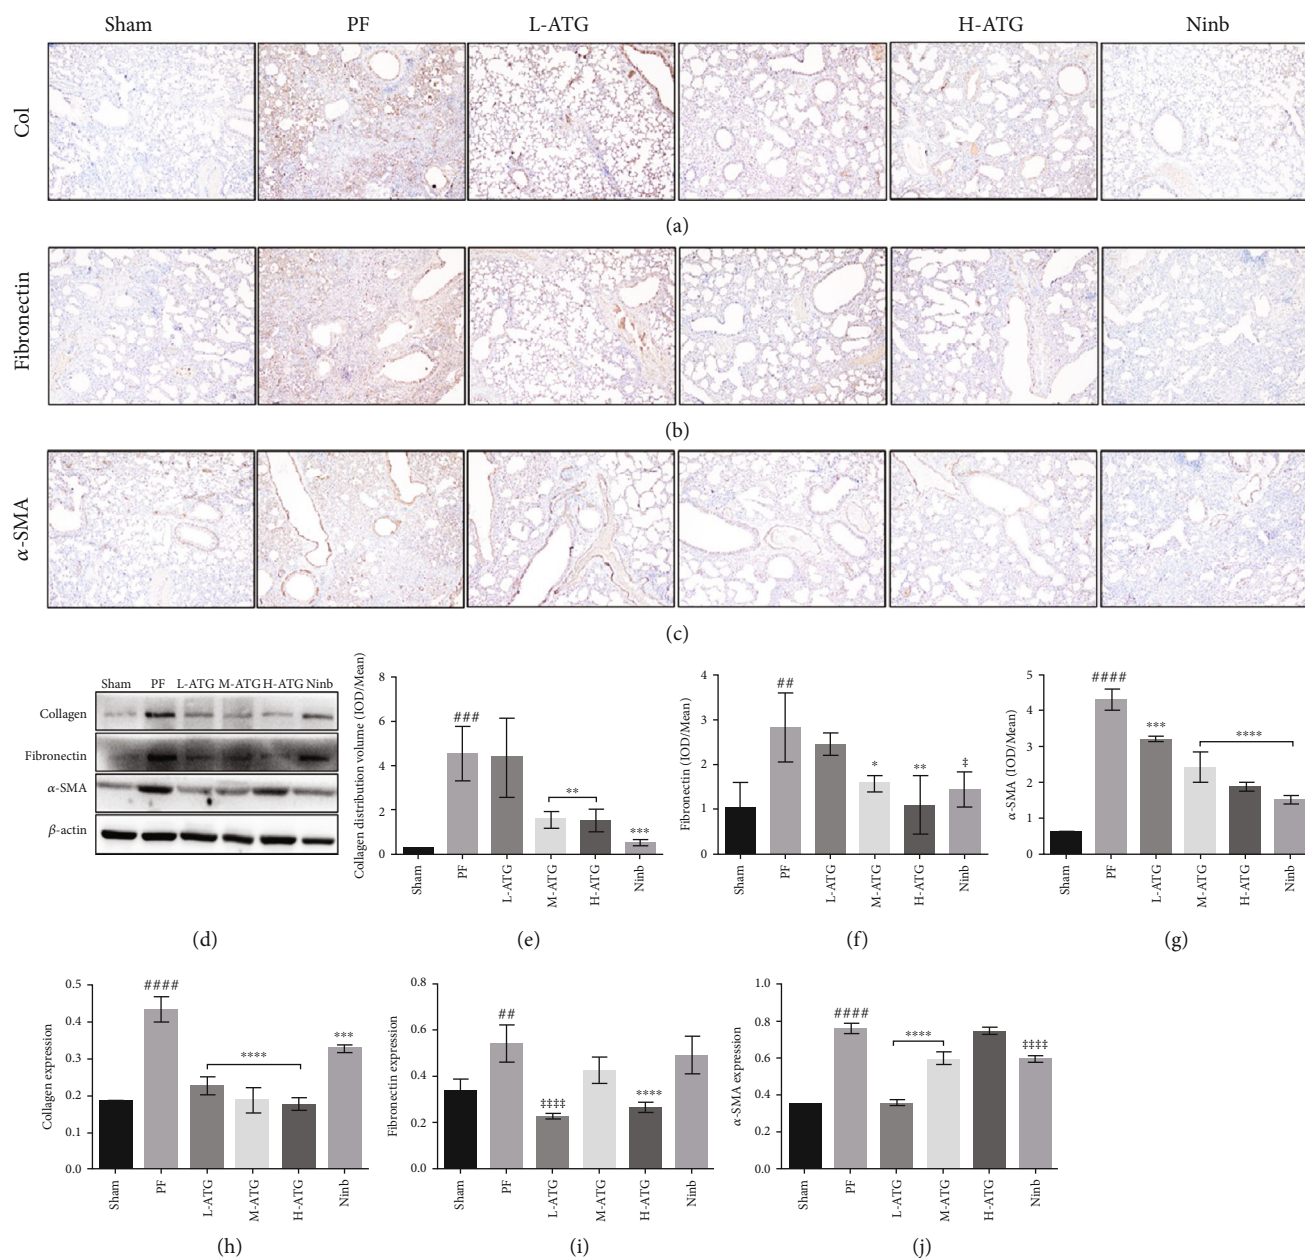 Sham PF L-ATG H-ATG Ninb
Col
(a)
Fibronectin
(b)
α-SMA
(c)
Sham PF L-ATG M-ATG H-ATG Ninb
Collagen
Fibronectin
α-SMA
β-actin
(d)
Collagen distribution volume (IOD/Mean)
8
6
4
2
0
###
**
***
Sham PF L-ATG M-ATG H-ATG Ninb
(e)
Fibronectin (IOD/Mean)
4
3
2
1
0
##
*
**
‡
Sham PF L-ATG M-ATG H-ATG Ninb
(f)
α-SMA (IOD/Mean)
5
4
3
2
1
0
####
***
****
Sham PF L-ATG M-ATG H-ATG Ninb
(g)
Collagen expression
0.5
0.4
0.3
0.2
0.1
0.0
####
****
***
Sham PF L-ATG M-ATG H-ATG Ninb
(h)
Fibronectin expression
0.8
0.6
0.4
0.2
0.0
##
‡‡‡‡
****
Sham PF L-ATG M-ATG H-ATG Ninb
(i)
α-SMA expression
1.0
0.8
0.6
0.4
0.2
0.0
####
****
‡‡‡‡
Sham PF L-ATG M-ATG H-ATG Ninb
(j)